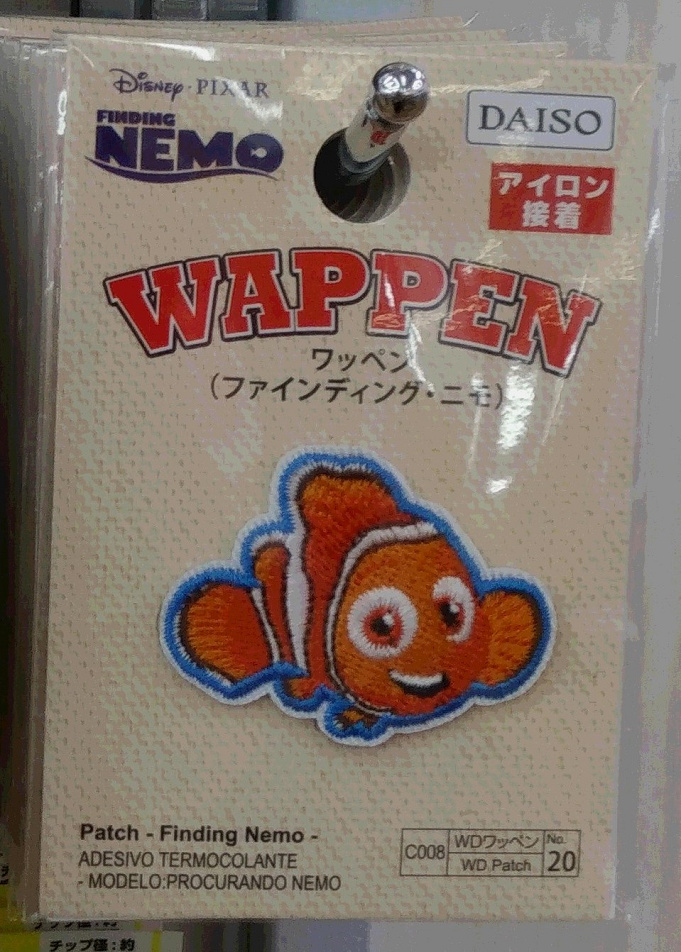 Disney · PIXAR
FINDING
NEMO
DAISO
アイロン
接着
WAPPEN
ワッペン
(ファインディング・ニモ)
Patch - Finding Nemo -
ADESIVO TERMOCOLANTE
- MODELO:PROCURANDO NEMO
C008
WDワッペン
WD Patch
No.
20
チップ径:約